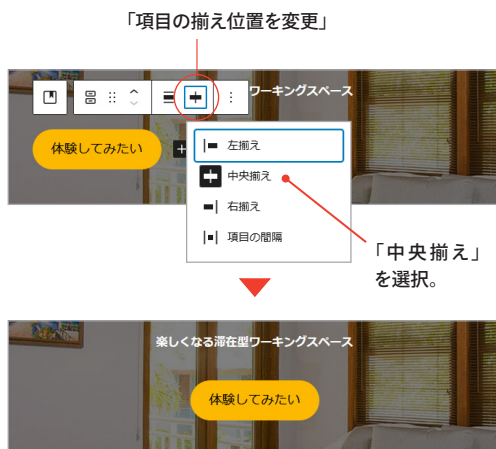 「項目の揃え位置を変更」
ワーキングスペース
体験してみたい
左揃え
中央揃え
右揃え
項目の間隔
「中央揃え」
を選択。
楽しくなる滞在型ワーキングスペース
体験してみたい